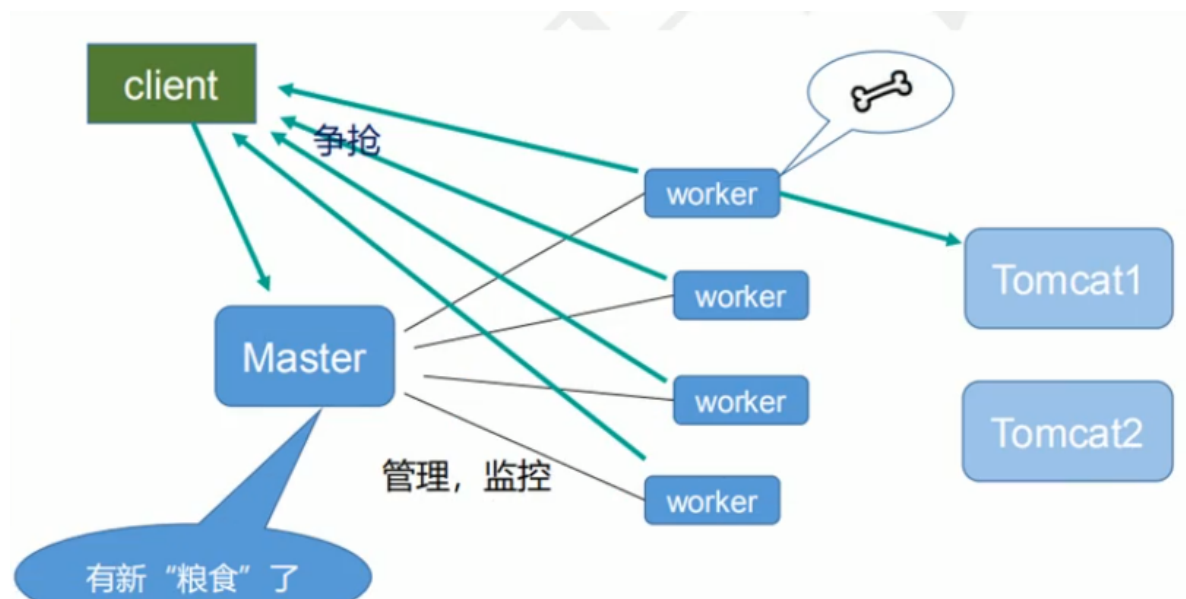 client
争抢
worker
worker
Tomcat1
Master
worker
Tomcat2
管理，监控
worker
有新“粮食”了